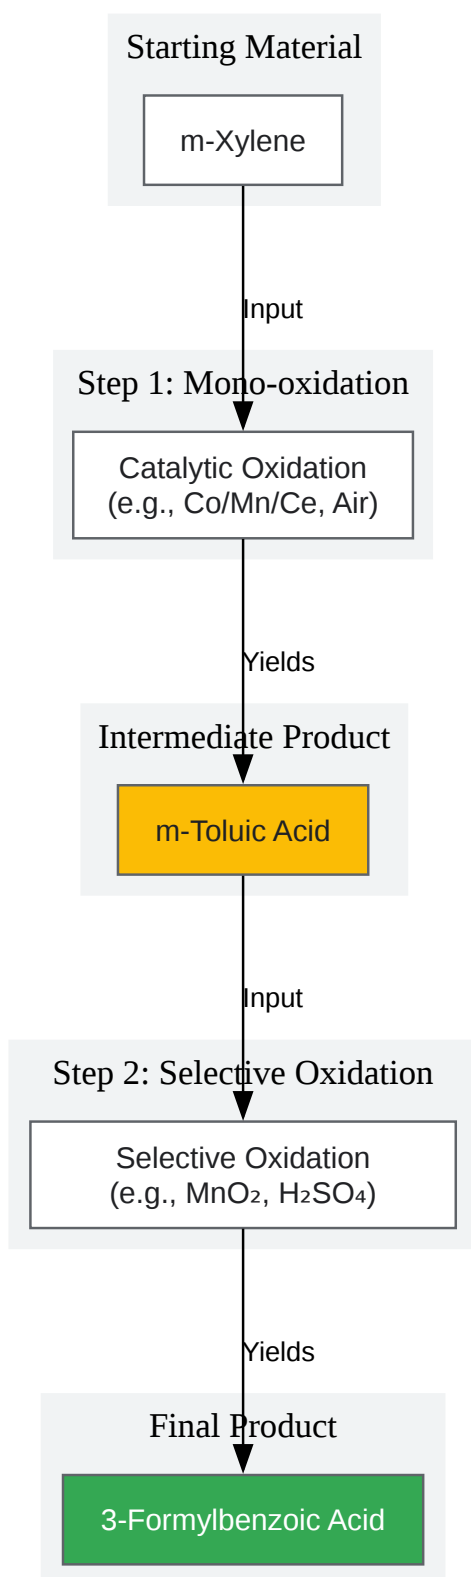 Starting Material
m-Xylene
Input
Step 1: Mono-oxidation
Catalytic Oxidation
(e.g., Co/Mn/Ce, Air)
Yields
Intermediate Product
m-Toluic Acid
Input
Step 2: Selective Oxidation
Selective Oxidation
(e.g., MnO₂, H₂SO₄)
Yields
Final Product
3-Formylbenzoic Acid